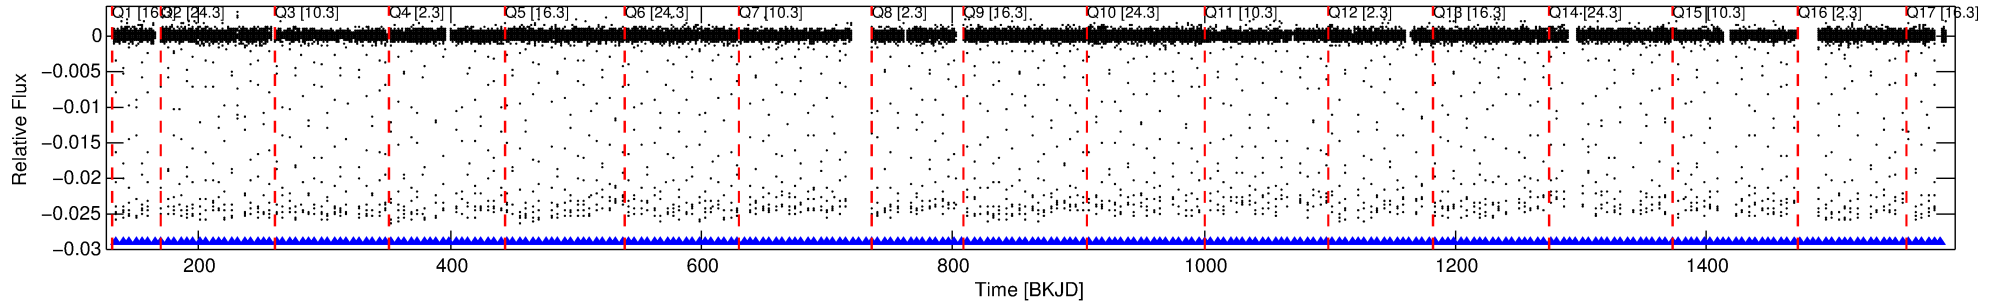 Q1 [16.3] Q2 [24.3] Q3 [10.3] Q4 [2.3] Q5 [16.3] Q6 [24.3] Q7 [10.3] Q8 [2.3] Q9 [16.3] Q10 [24.3] Q11 [10.3] Q12 [2.3] Q13 [16.3] Q14 [24.3] Q15 [10.3] Q16 [2.3] Q17 [16.3]
0
−0.005
−0.01
−0.015
−0.02
−0.025
−0.03
Relative Flux
200 400 600 800 1000 1200 1400
Time [BKJD]